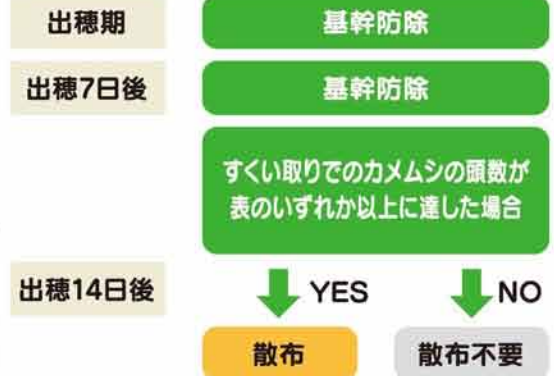 出穂期
基幹防除
出穂7日後
基幹防除
すくい取りでのカメムシの頭数が
表のいずれか以上に達した場合
出穂14日後
YES
NO
散布
散布不要